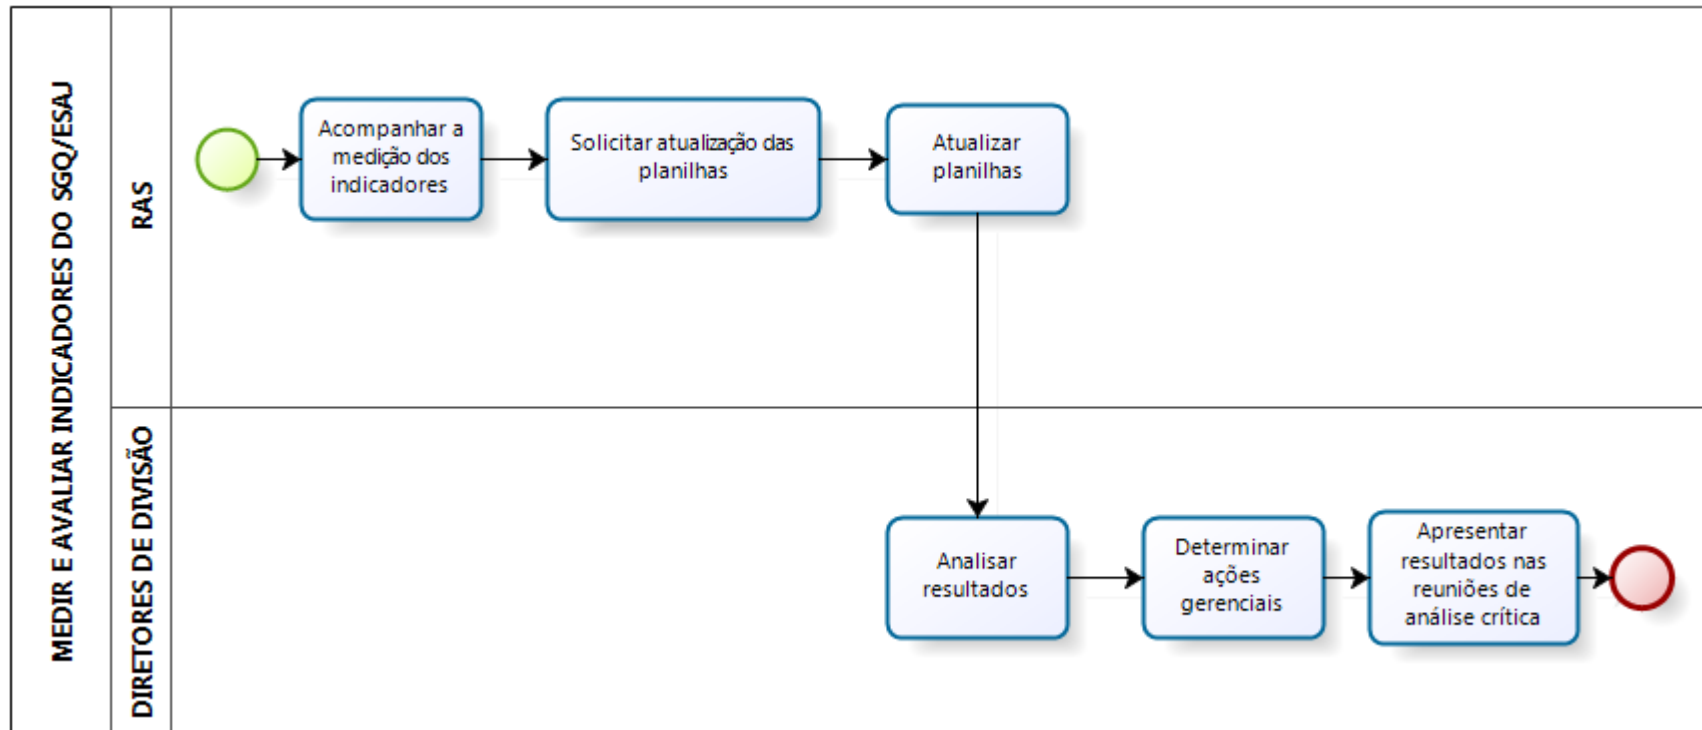 MEDIR E AVALIAR INDICADORES DO SGQ/ESAJ
RAS
Acompanhar a
medição dos
indicadores
Solicitar atualização das
planilhas
Atualizar
planilhas
DIRETORES DE DIVISÃO
Analisar
resultados
Determinar
ações
gerenciais
Apresentar
resultados nas
reuniões de
análise crítica